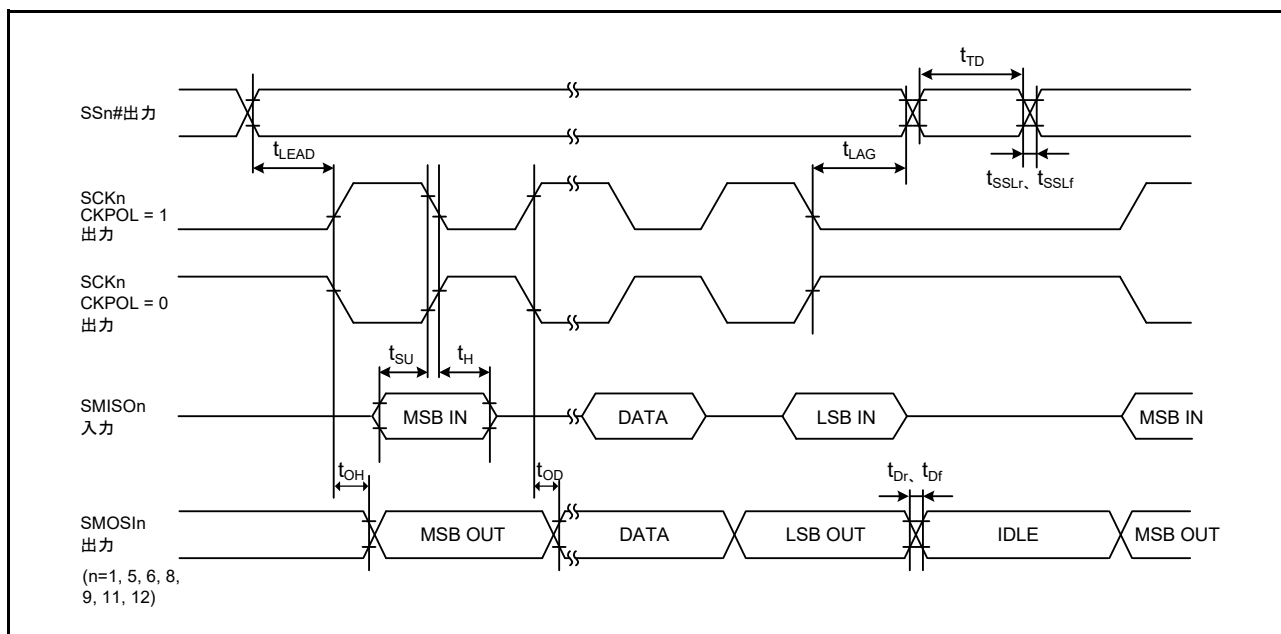 t_TD
SSn#出力
t_LEAD
t_LAG
t_SSLr、t_SSLf
SCKn
CKPOL = 1
出力
SCKn
CKPOL = 0
出力
t_SU
t_H
SMISOn
入力
MSB IN
DATA
LSB IN
MSB IN
t_OH
t_OD
t_Dr、t_Df
SMOSIn
出力
MSB OUT
DATA
LSB OUT
IDLE
MSB OUT
(n=1, 5, 6, 8,
9, 11, 12)